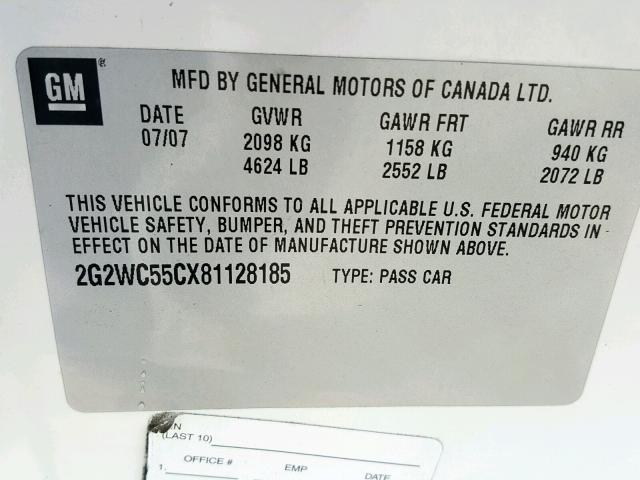 GM ®
MFD BY GENERAL MOTORS OF CANADA LTD.
DATE GVWR GAWR FRT GAWR RR
07/07 2098 KG 1158 KG 940 KG
4624 LB 2552 LB 2072 LB
THIS VEHICLE CONFORMS TO ALL APPLICABLE U.S. FEDERAL MOTOR
VEHICLE SAFETY, BUMPER, AND THEFT PREVENTION STANDARDS IN
EFFECT ON THE DATE OF MANUFACTURE SHOWN ABOVE.
2G2WC55CX81128185 TYPE: PASS CAR
(LAST 10)
OFFICE # EMP DATE
1.